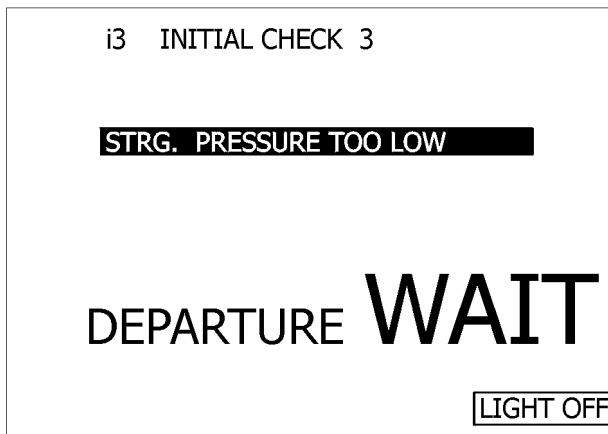 i3 INITIAL CHECK 3
STRG. PRESSURE TOO LOW
DEPARTURE WAIT
LIGHT OFF